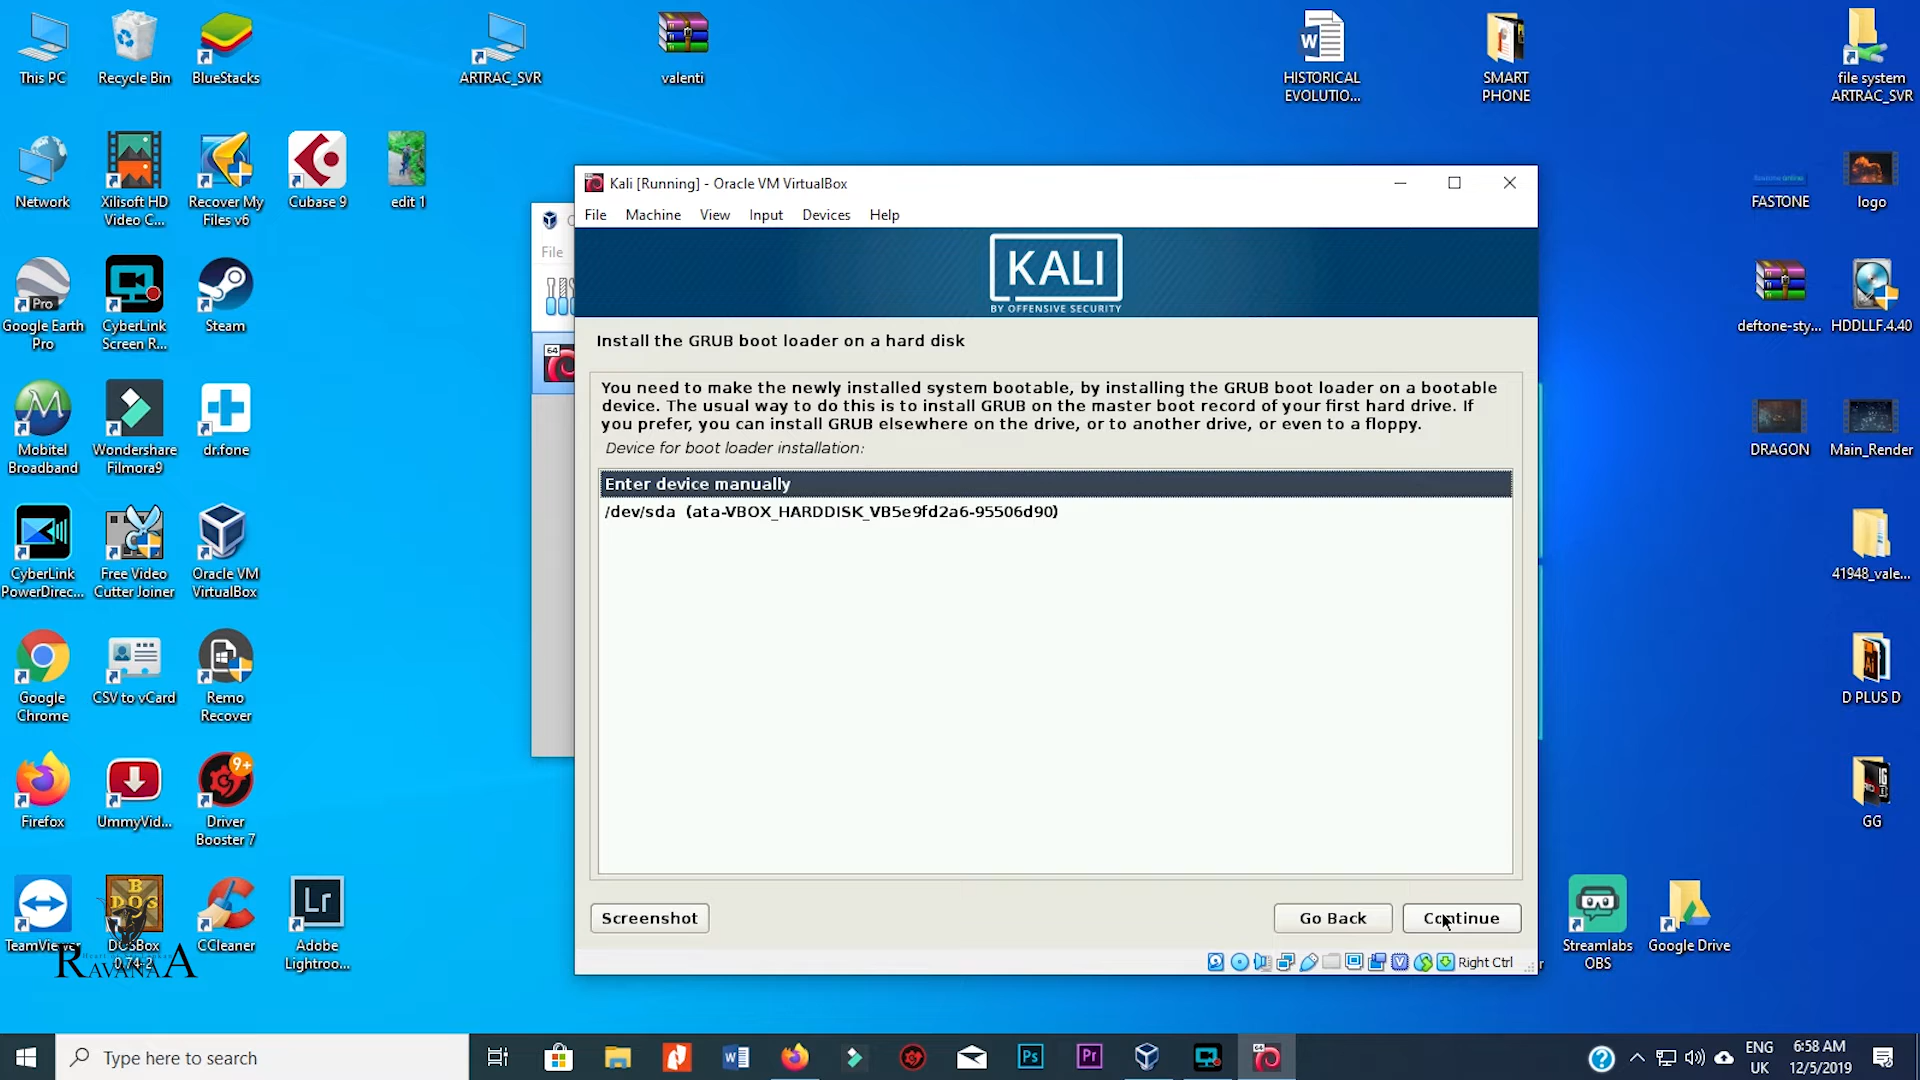 This PC
Recycle Bin
BlueStacks
ARTRAC_SVR
valenti
HISTORICAL
EVOLUTIO...
SMART
PHONE
file system
ARTRAC_SVR
Network
Xilisoft HD
Video C...
Recover My
Files v6
Cubase 9
edit 1
FASTONE
logo
Pro
Google Earth
Pro
CyberLink
Screen R...
Steam
deftone-sty...
HDDLLF.4.40
Mobitel
Broadband
Wondershare
Filmora9
dr.fone
DRAGON
Main_Render
CyberLink
PowerDirec...
Free Video
Cutter Joiner
Oracle VM
VirtualBox
41948_vale...
Google
Chrome
CSV to vCard
Remo
Recover
D PLUS D
Firefox
UmmyVid...
9+
Driver
Booster 7
GG
TeamViewer
DOSBox
0.74-2
CCleaner
Lr
Adobe
Lightroo...
RAVANAA
Streamlabs
OBS
Google Drive
File
64
Kali [Running] - Oracle VM VirtualBox
File Machine View Input Devices Help
KALI
BY OFFENSIVE SECURITY
Install the GRUB boot loader on a hard disk
You need to make the newly installed system bootable, by installing the GRUB boot loader on a bootable
device. The usual way to do this is to install GRUB on the master boot record of your first hard drive. If
you prefer, you can install GRUB elsewhere on the drive, or to another drive, or even to a floppy.
Device for boot loader installation:
Enter device manually
/dev/sda (ata-VBOX_HARDDISK_VB5e9fd2a6-95506d90)
Screenshot
Go Back
Continue
Right Ctrl
Type here to search
Ps
Pr
ENG
UK
6:58 AM
12/5/2019